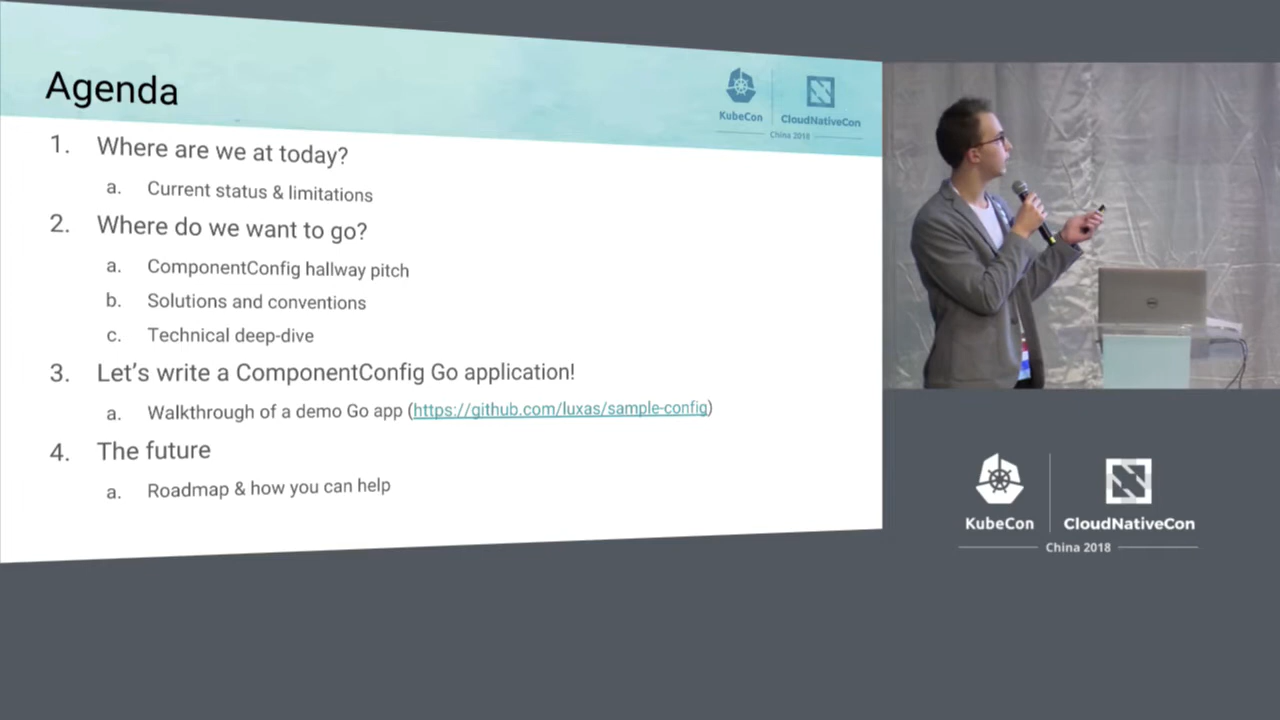 Agenda
KubeCon
CloudNativeCon
China 2018
1. Where are we at today?
a. Current status & limitations
2. Where do we want to go?
a. ComponentConfig hallway pitch
b. Solutions and conventions
c. Technical deep-dive
3. Let's write a ComponentConfig Go application!
a. Walkthrough of a demo Go app (https://github.com/luxas/sample-config)
4. The future
a. Roadmap & how you can help
KubeCon
CloudNativeCon
China 2018